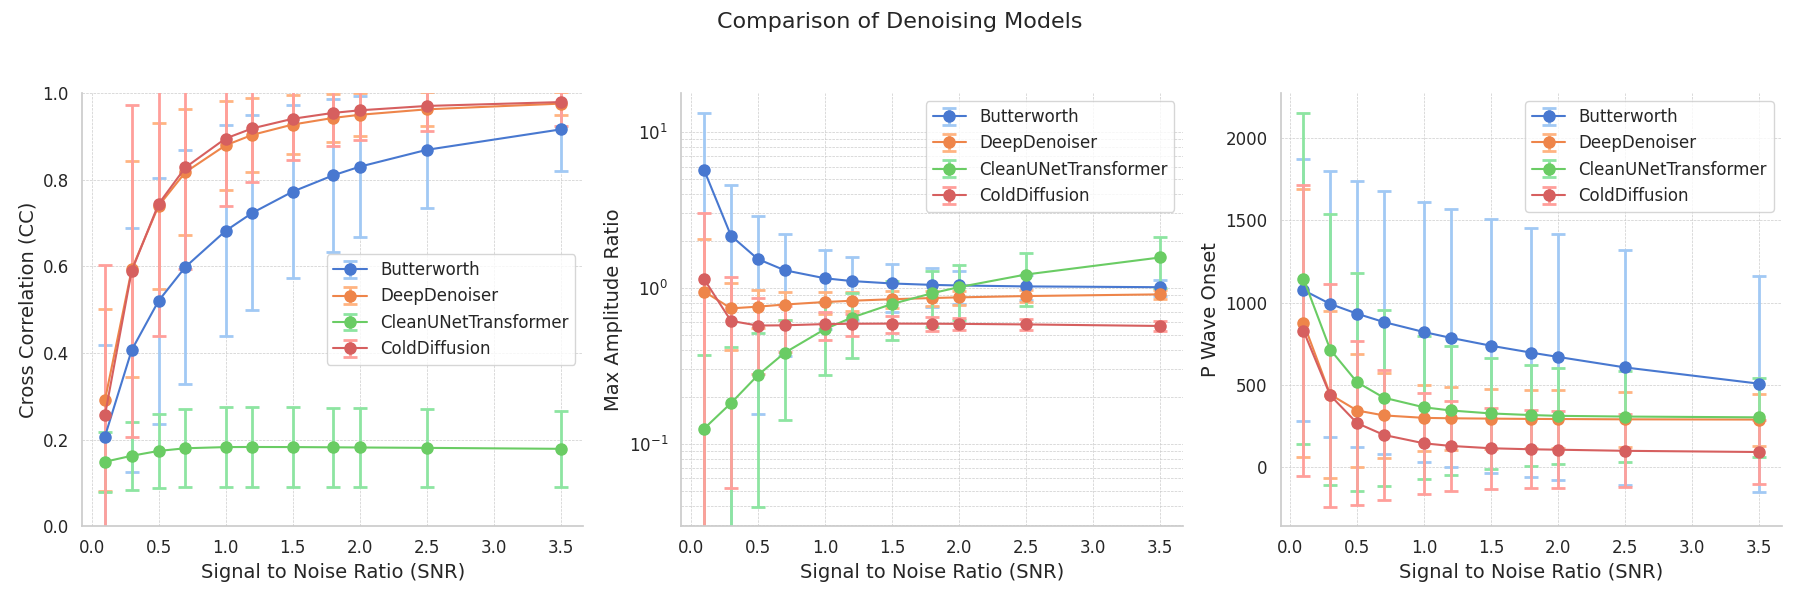 Comparison of Denoising Models
Cross Correlation (CC)
1.0
0.8
0.6
0.4
0.2
0.0
Butterworth
DeepDenoiser
CleanUNetTransformer
ColdDiffusion
0.0 0.5 1.0 1.5 2.0 2.5 3.0 3.5
Signal to Noise Ratio (SNR)
Max Amplitude Ratio
10¹
10⁰
10⁻¹
Butterworth
DeepDenoiser
CleanUNetTransformer
ColdDiffusion
0.0 0.5 1.0 1.5 2.0 2.5 3.0 3.5
Signal to Noise Ratio (SNR)
P Wave Onset
2000
1500
1000
500
0
Butterworth
DeepDenoiser
CleanUNetTransformer
ColdDiffusion
0.0 0.5 1.0 1.5 2.0 2.5 3.0 3.5
Signal to Noise Ratio (SNR)